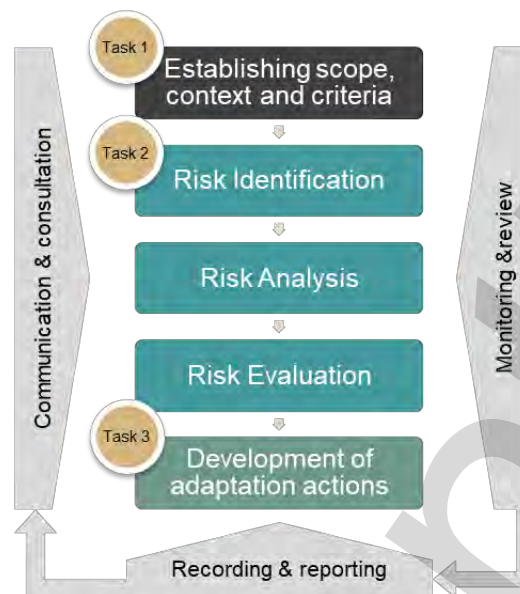 Task 1
Establishing scope,
context and criteria
Task 2
Risk Identification
Risk Analysis
Risk Evaluation
Task 3
Development of
adaptation actions
Communication & consultation
Monitoring &review
Recording & reporting